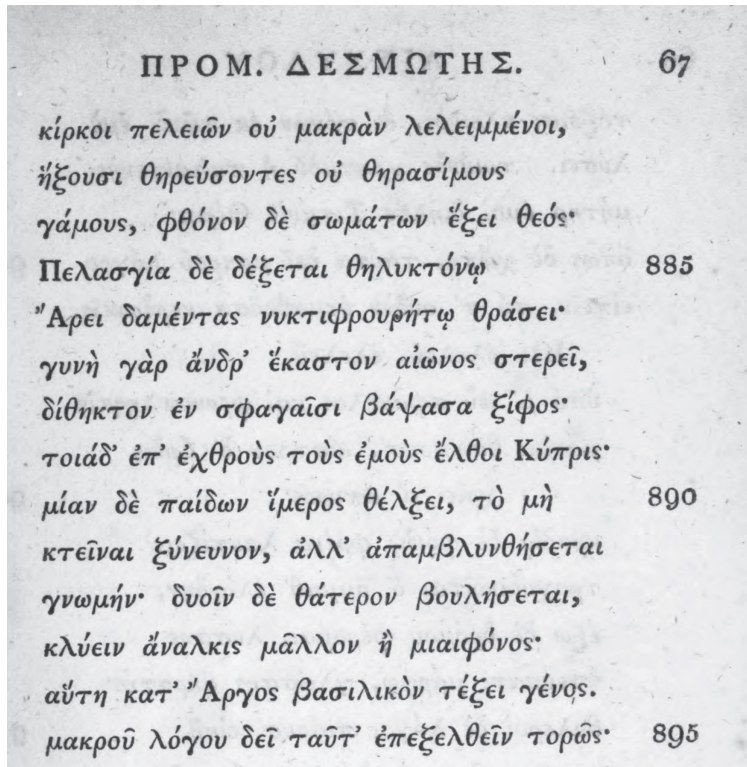 ΠΡΟΜ. ΔΕΣΜΩΤΗΣ. 67
κίρκοι πελειῶν οὐ μακρὰν λελειμμένοι,
ἥξουσι θηρεύσοντες οὐ θηρασίμους
γάμους, φθόνον δὲ σωμάτων ἕξει θεός·
Πελασγία δὲ δέξεται θηλυκτόνῳ 885
Ἄρει δαμέντας νυκτιφρουρήτῳ θράσει·
γυνὴ γὰρ ἄνδρ' ἕκαστον αἰῶνος στερεῖ,
δίθηκτον ἐν σφαγαῖσι βάψασα ξίφος·
τοιάδ' ἐπ' ἐχθροὺς τοὺς ἐμοὺς ἔλθοι Κύπρις·
μίαν δὲ παίδων ἵμερος θέλξει, τὸ μὴ 890
κτεῖναι ξύνευνον, ἀλλ' ἀπαμβλυνθήσεται
γνωμήν· δυοῖν δὲ θάτερον βουλήσεται,
κλύειν ἄναλκις μᾶλλον ἢ μιαιφόνος·
αὕτη κατ' Ἄργος βασιλικὸν τέξει γένος.
μακροῦ λόγου δεῖ ταῦτ' ἐπεξελθεῖν τορῶς· 895